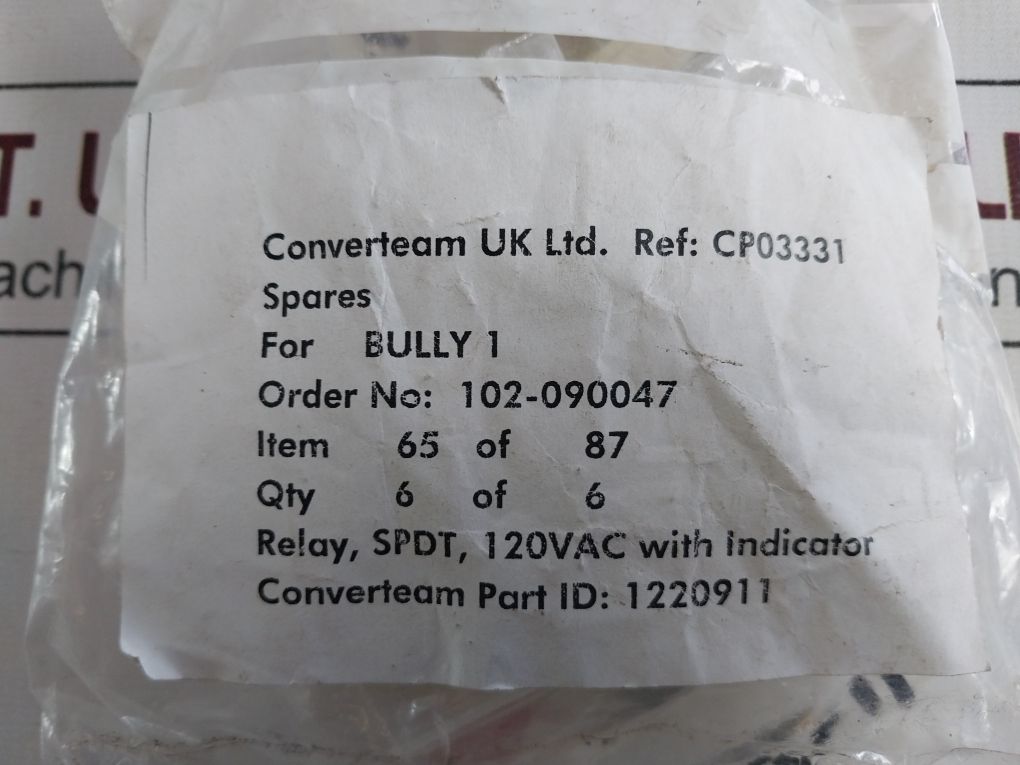 Converteam UK Ltd. Ref: CP03331
Spares
For BULLY 1
Order No: 102-090047
Item 65 of 87
Qty 6 of 6
Relay, SPDT, 120VAC with Indicator
Converteam Part ID: 1220911